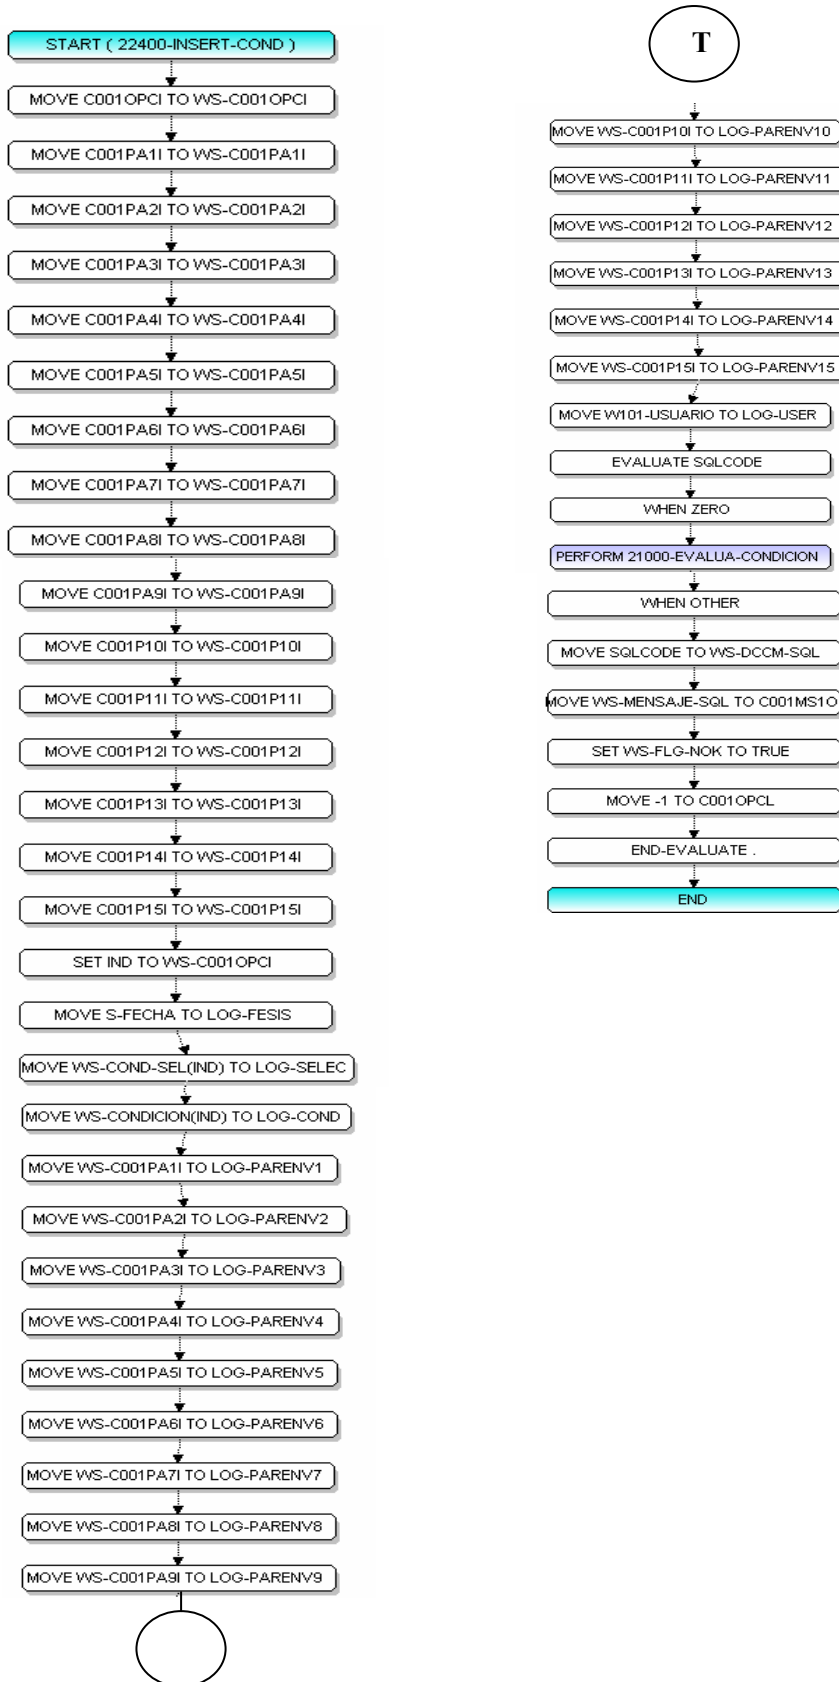 START ( 22400-INSERT-COND )
MOVE C001OPCI TO WS-C001OPCI
MOVE C001PA1I TO WS-C001PA1I
MOVE C001PA2I TO WS-C001PA2I
MOVE C001PA3I TO WS-C001PA3I
MOVE C001PA4I TO WS-C001PA4I
MOVE C001PA5I TO WS-C001PA5I
MOVE C001PA6I TO WS-C001PA6I
MOVE C001PA7I TO WS-C001PA7I
MOVE C001PA8I TO WS-C001PA8I
MOVE C001PA9I TO WS-C001PA9I
MOVE C001P10I TO WS-C001P10I
MOVE C001P11I TO WS-C001P11I
MOVE C001P12I TO WS-C001P12I
MOVE C001P13I TO WS-C001P13I
MOVE C001P14I TO WS-C001P14I
MOVE C001P15I TO WS-C001P15I
SET IND TO WS-C001OPCI
MOVE S-FECHA TO LOG-FESIS
MOVE WS-COND-SEL(IND) TO LOG-SELEC
MOVE WS-CONDICION(IND) TO LOG-COND
MOVE WS-C001PA1I TO LOG-PARENV1
MOVE WS-C001PA2I TO LOG-PARENV2
MOVE WS-C001PA3I TO LOG-PARENV3
MOVE WS-C001PA4I TO LOG-PARENV4
MOVE WS-C001PA5I TO LOG-PARENV5
MOVE WS-C001PA6I TO LOG-PARENV6
MOVE WS-C001PA7I TO LOG-PARENV7
MOVE WS-C001PA8I TO LOG-PARENV8
MOVE WS-C001PA9I TO LOG-PARENV9
T
MOVE WS-C001P10I TO LOG-PARENV10
MOVE WS-C001P11I TO LOG-PARENV11
MOVE WS-C001P12I TO LOG-PARENV12
MOVE WS-C001P13I TO LOG-PARENV13
MOVE WS-C001P14I TO LOG-PARENV14
MOVE WS-C001P15I TO LOG-PARENV15
MOVE W101-USUARIO TO LOG-USER
EVALUATE SQLCODE
WHEN ZERO
PERFORM 21000-EVALUA-CONDICION
WHEN OTHER
MOVE SQLCODE TO WS-DCCM-SQL
MOVE WS-MENSAJE-SQL TO C001MS1O
SET WS-FLG-NOK TO TRUE
MOVE -1 TO C001OPCL
END-EVALUATE .
END